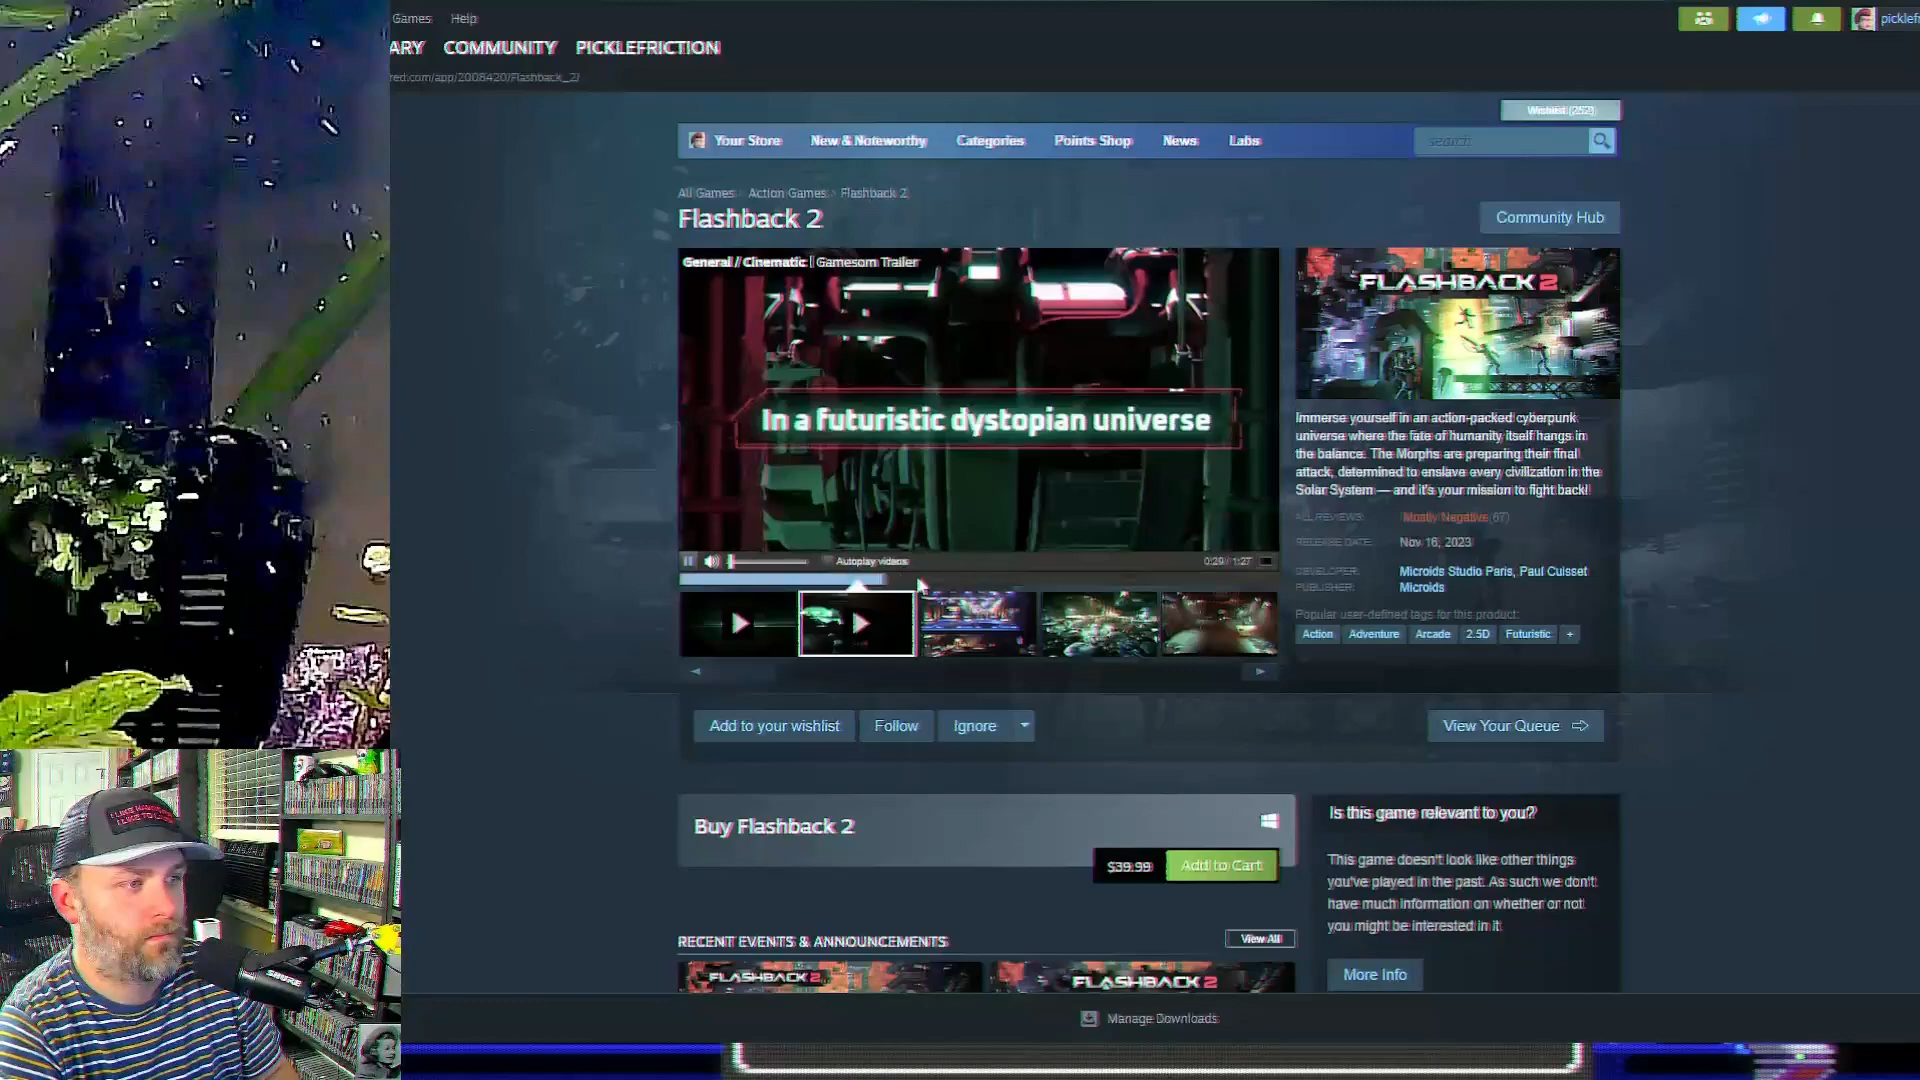 Games Help
ARY COMMUNITY PICKLEFRICTION
red.com/app/2008420/Flashback_2/
Wishlist (252)
Your Store New & Noteworthy Categories Points Shop News Labs
search
All Games > Action Games > Flashback 2
Flashback 2
Community Hub
General / Cinematic | Gamesom Trailer
In a futuristic dystopian universe
Autoplay videos
0:29 / 1:27
FLASHBACK 2
Immerse yourself in an action-packed cyberpunk
universe where the fate of humanity itself hangs in
the balance. The Morphs are preparing their final
attack, determined to enslave every civilization in the
Solar System — and it's your mission to fight back!
ALL REVIEWS: Mostly Negative (67)
RELEASE DATE: Nov 16, 2023
DEVELOPER: Microids Studio Paris, Paul Cuisset
PUBLISHER: Microids
Popular user-defined tags for this product:
Action Adventure Arcade 2.5D Futuristic +
Add to your wishlist Follow Ignore
View Your Queue
Buy Flashback 2
$39.99 Add to Cart
Is this game relevant to you?
This game doesn't look like other things
you've played in the past. As such we don't
have much information on whether or not
you might be interested in it.
More Info
RECENT EVENTS & ANNOUNCEMENTS
View All
FLASHBACK 2
FLASHBACK 2
Manage Downloads
picklef
SHURE